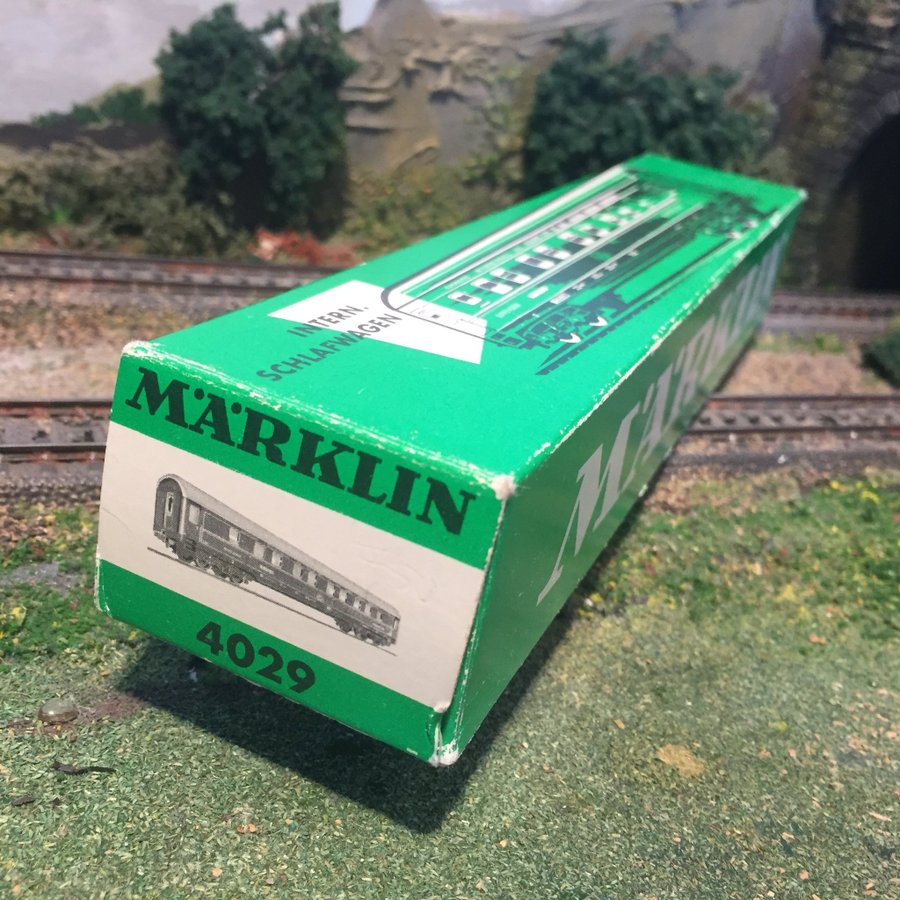 INTERN.
SCHLAFWAGEN
MÄRKLIN
4029
MÄRKLIN